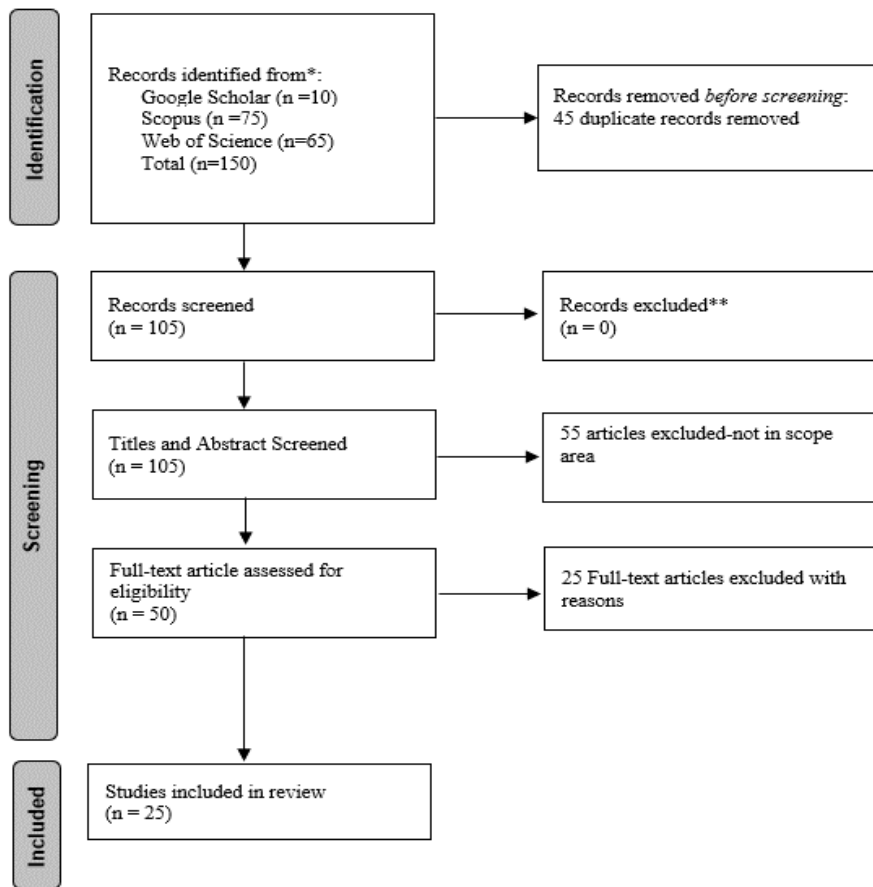 Identification
Records identified from*:
Google Scholar (n =10)
Scopus (n =75)
Web of Science (n=65)
Total (n=150)
Records removed before screening:
45 duplicate records removed
Screening
Records screened
(n = 105)
Records excluded**
(n = 0)
Titles and Abstract Screened
(n = 105)
55 articles excluded-not in scope
area
Full-text article assessed for
eligibility
(n = 50)
25 Full-text articles excluded with
reasons
Included
Studies included in review
(n = 25)